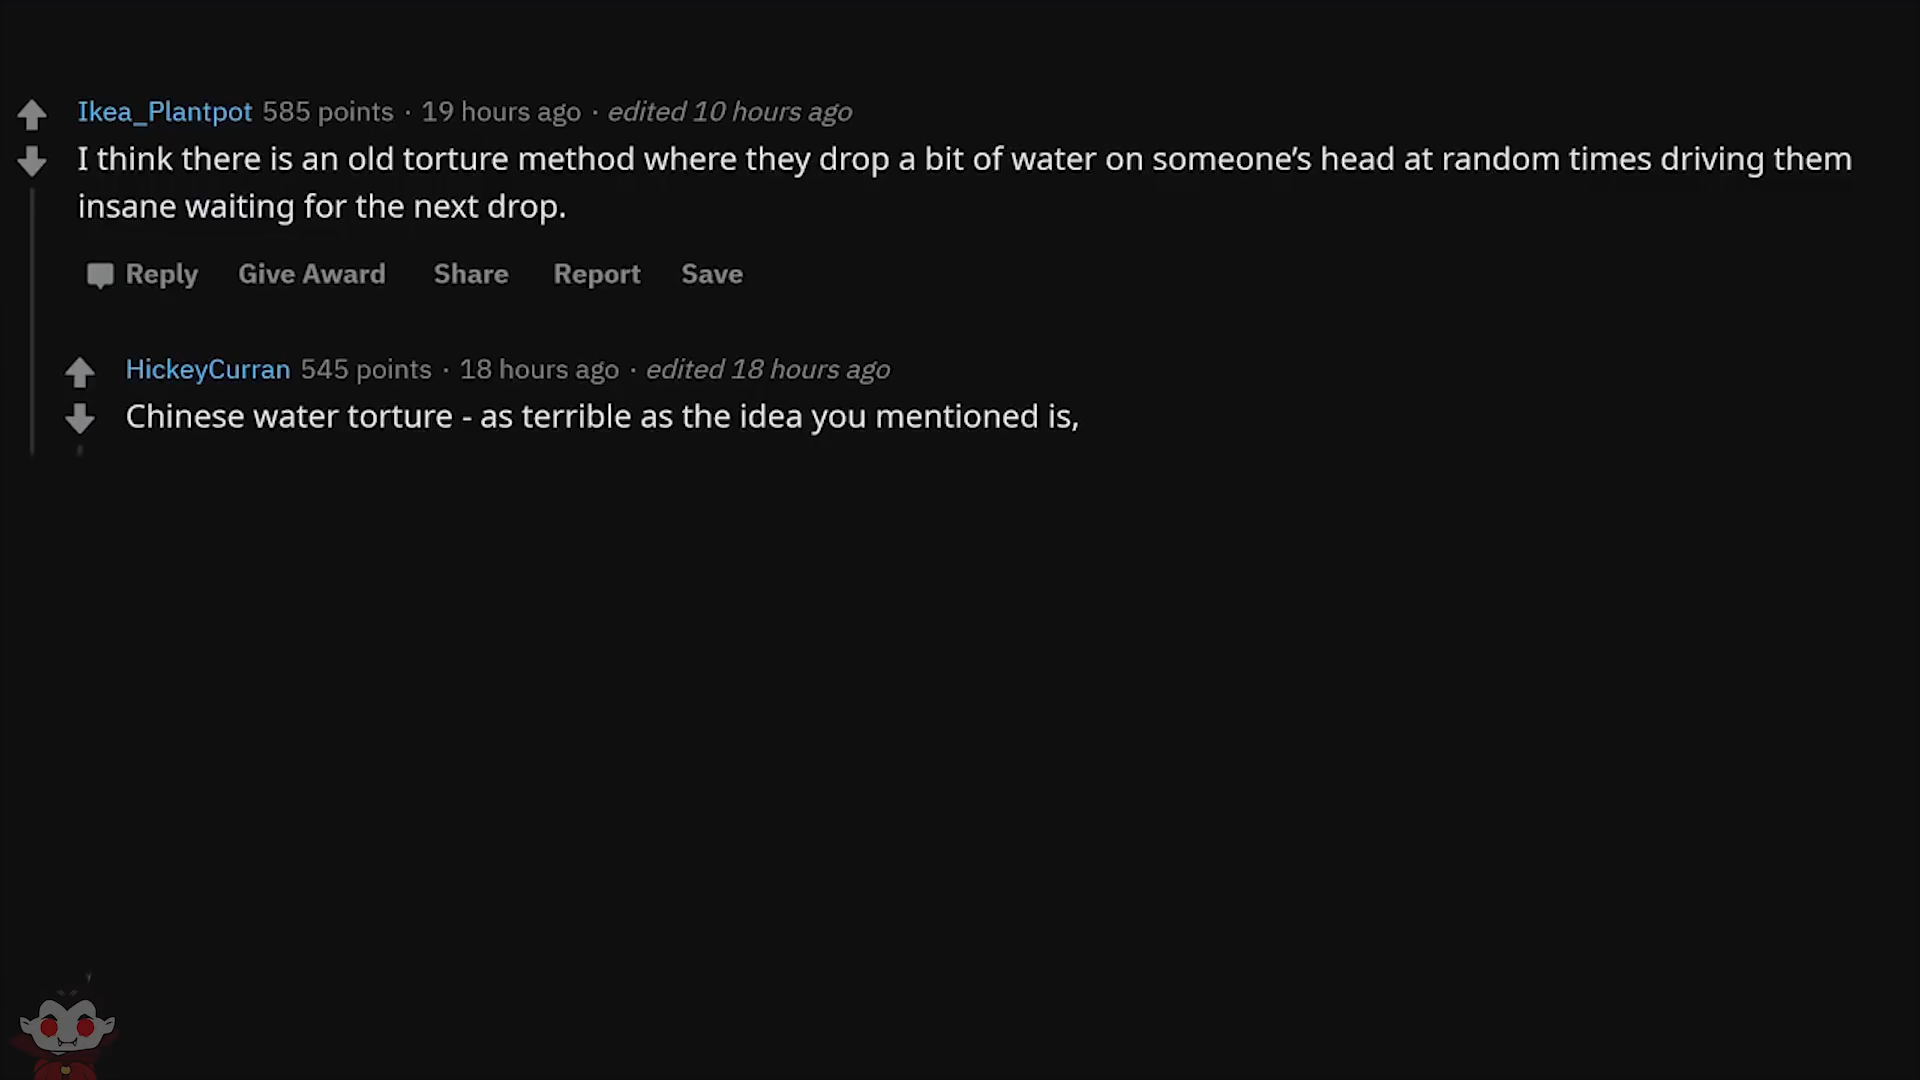 Ikea_Plantpot 585 points · 19 hours ago · edited 10 hours ago
I think there is an old torture method where they drop a bit of water on someone’s head at random times driving them
insane waiting for the next drop.
Reply Give Award Share Report Save
HickeyCurran 545 points · 18 hours ago · edited 18 hours ago
Chinese water torture - as terrible as the idea you mentioned is,